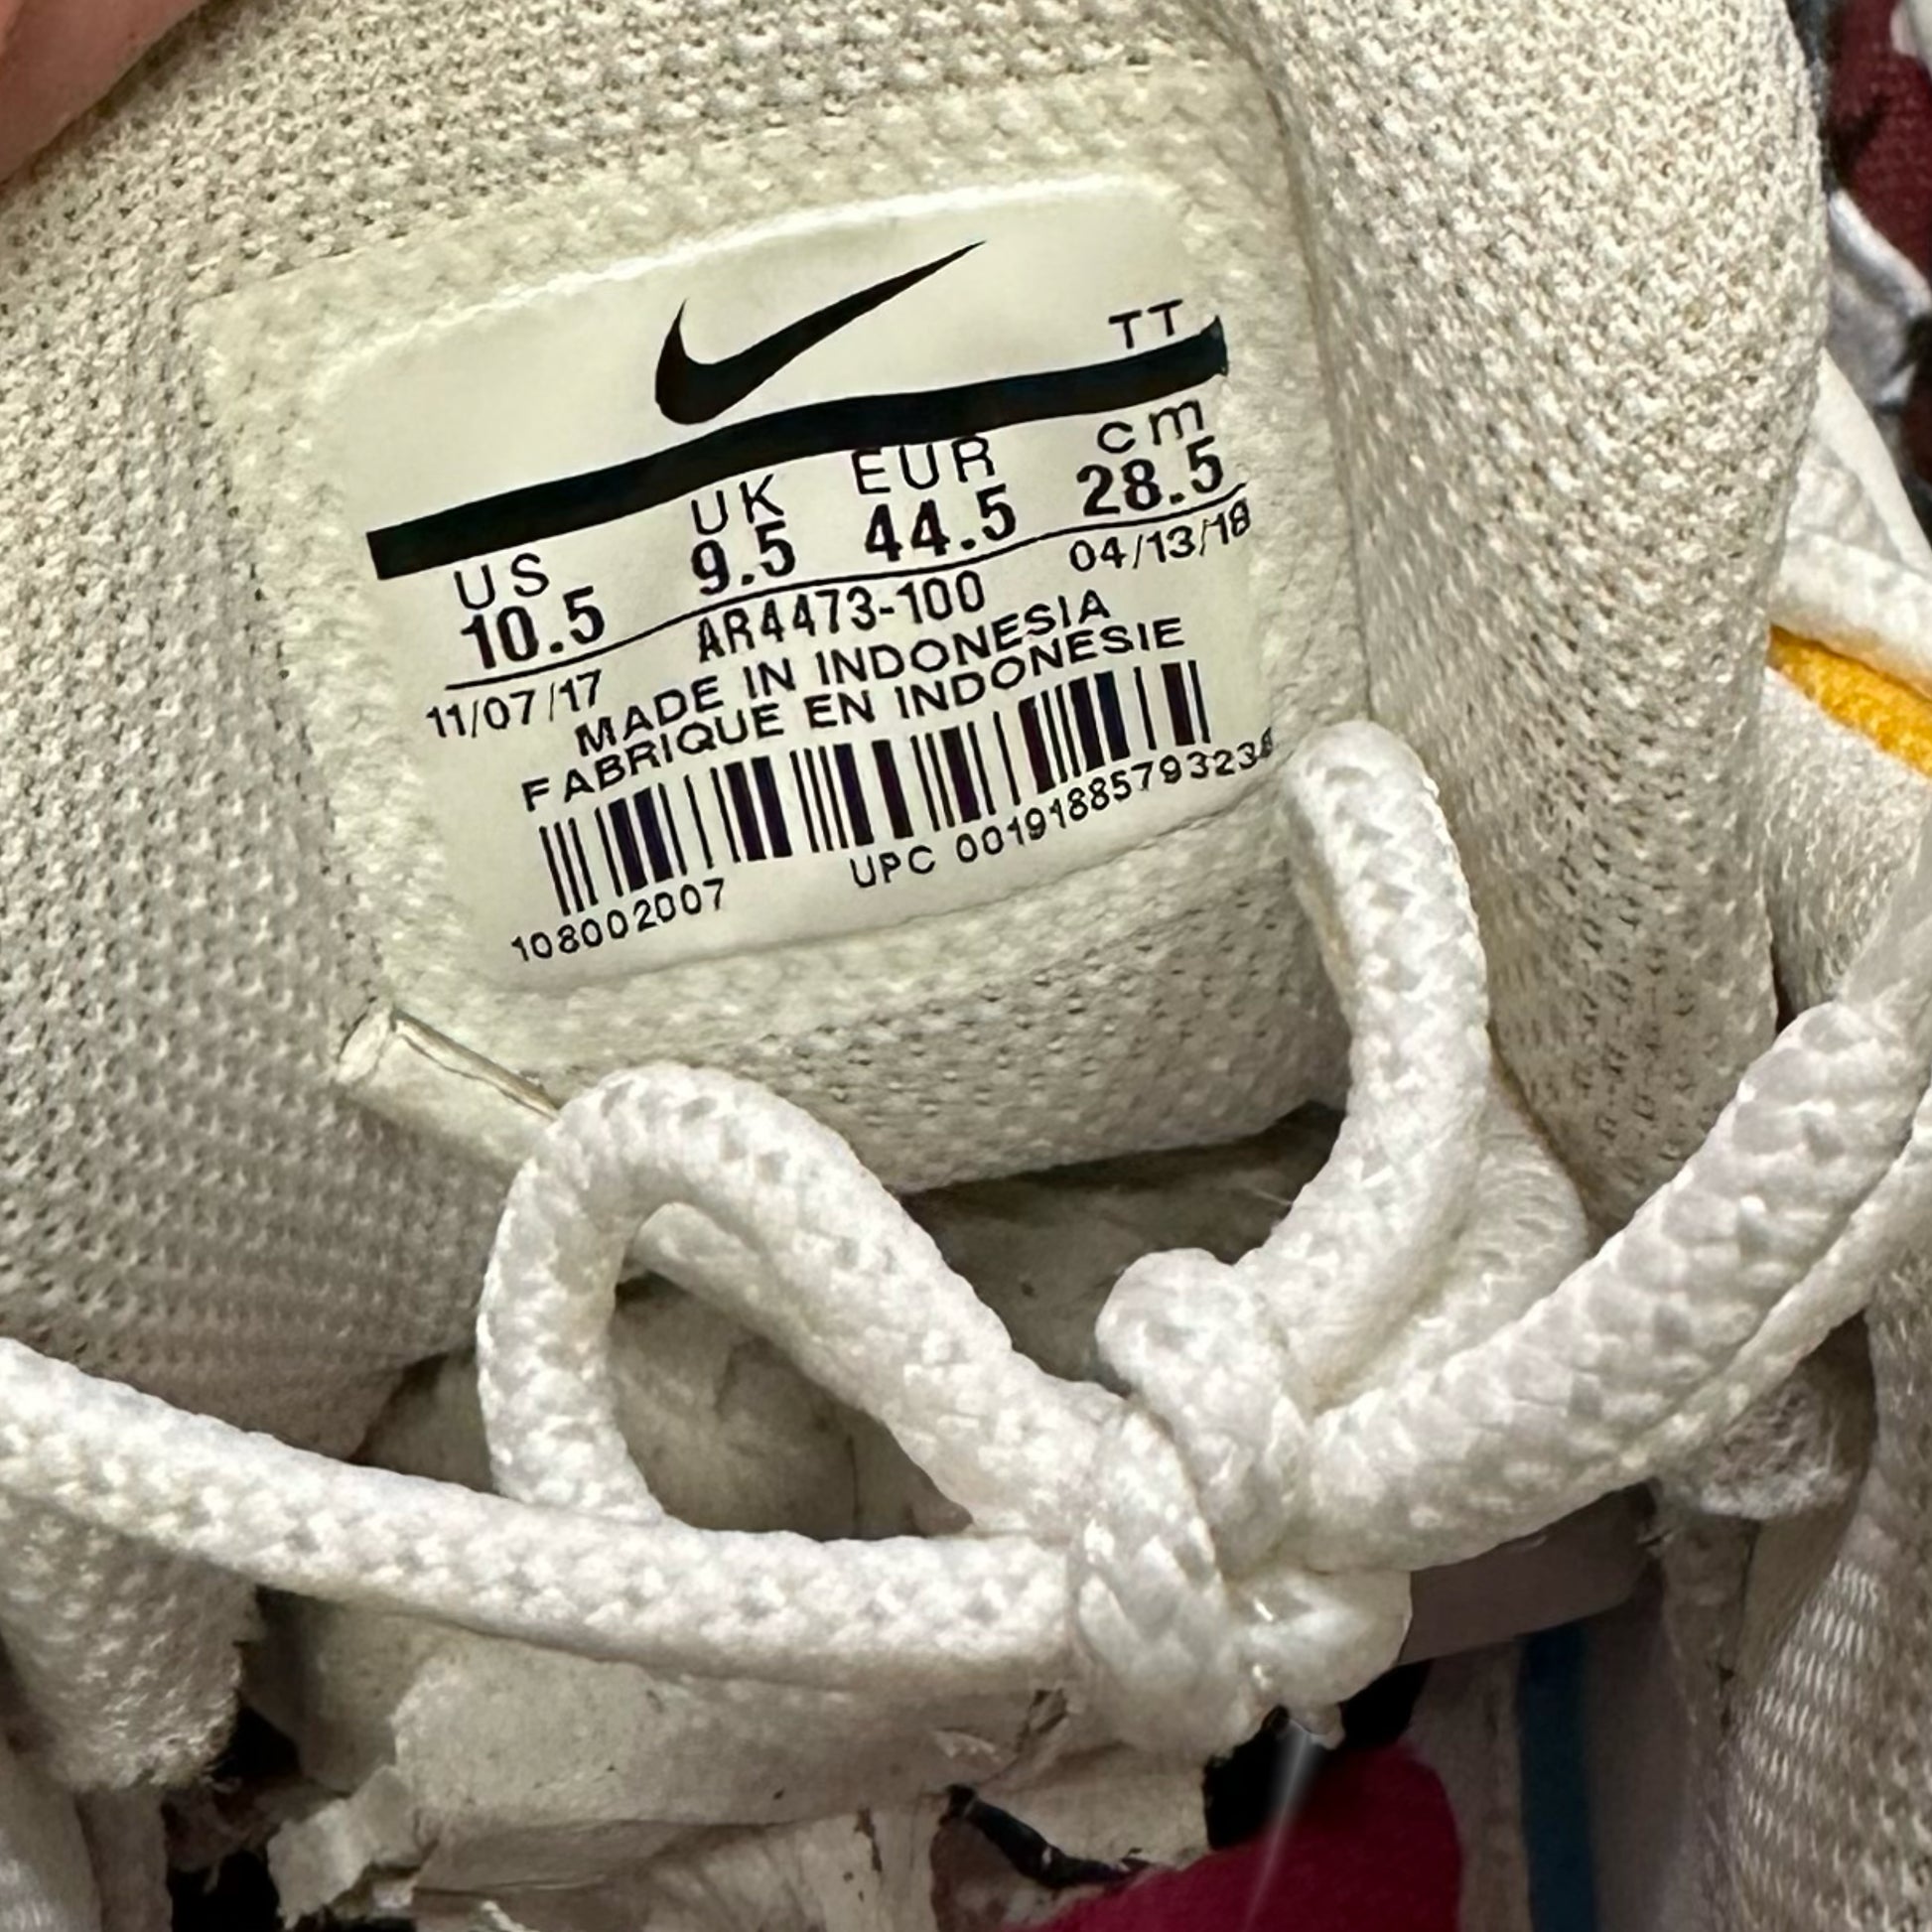 TT
US UK EUR cm
10.5 9.5 44.5 28.5
11/07/17 AR4473-100 04/13/18
MADE IN INDONESIA
FABRIQUE EN INDONESIE
108002007 UPC